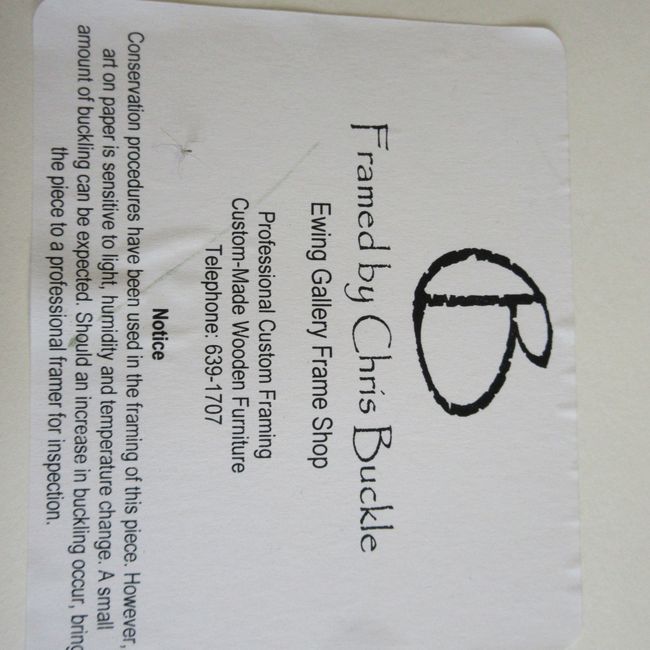 B
Framed by Chris Buckle
Ewing Gallery Frame Shop
Professional Custom Framing
Custom-Made Wooden Furniture
Telephone: 639-1707
Notice
Conservation procedures have been used in the framing of this piece. However,
art on paper is sensitive to light, humidity and temperature change. A small
amount of buckling can be expected. Should an increase in buckling occur, bring
the piece to a professional framer for inspection.